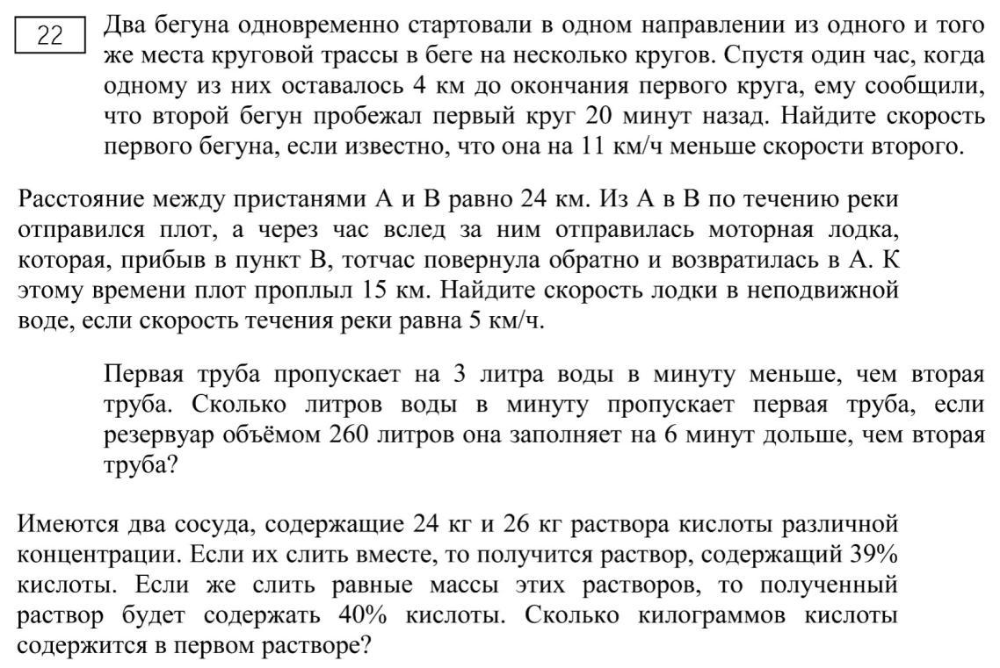 22
Два бегуна одновременно стартовали в одном направлении из одного и того
же места круговой трассы в беге на несколько кругов. Спустя один час, когда
одному из них оставалось 4 км до окончания первого круга, ему сообщили,
что второй бегун пробежал первый круг 20 минут назад. Найдите скорость
первого бегуна, если известно, что она на 11 км/ч меньше скорости второго.
Расстояние между пристанями А и В равно 24 км. Из А в В по течению реки
отправился плот, а через час вслед за ним отправилась моторная лодка,
которая, прибыв в пункт В, тотчас повернула обратно и возвратилась в А. К
этому времени плот проплыл 15 км. Найдите скорость лодки в неподвижной
воде, если скорость течения реки равна 5 км/ч.
Первая труба пропускает на 3 литра воды в минуту меньше, чем вторая
труба. Сколько литров воды в минуту пропускает первая труба, если
резервуар объёмом 260 литров она заполняет на 6 минут дольше, чем вторая
труба?
Имеются два сосуда, содержащие 24 кг и 26 кг раствора кислоты различной
концентрации. Если их слить вместе, то получится раствор, содержащий 39%
кислоты. Если же слить равные массы этих растворов, то полученный
раствор будет содержать 40% кислоты. Сколько килограммов кислоты
содержится в первом растворе?